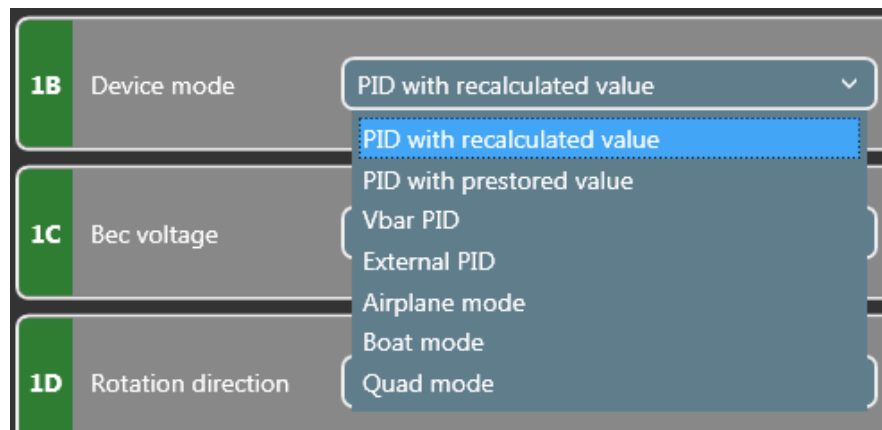 1B Device mode PID with recalculated value
PID with recalculated value
PID with prestored value
Vbar PID
1C Bec voltage
External PID
Airplane mode
Boat mode
1D Rotation direction
Quad mode